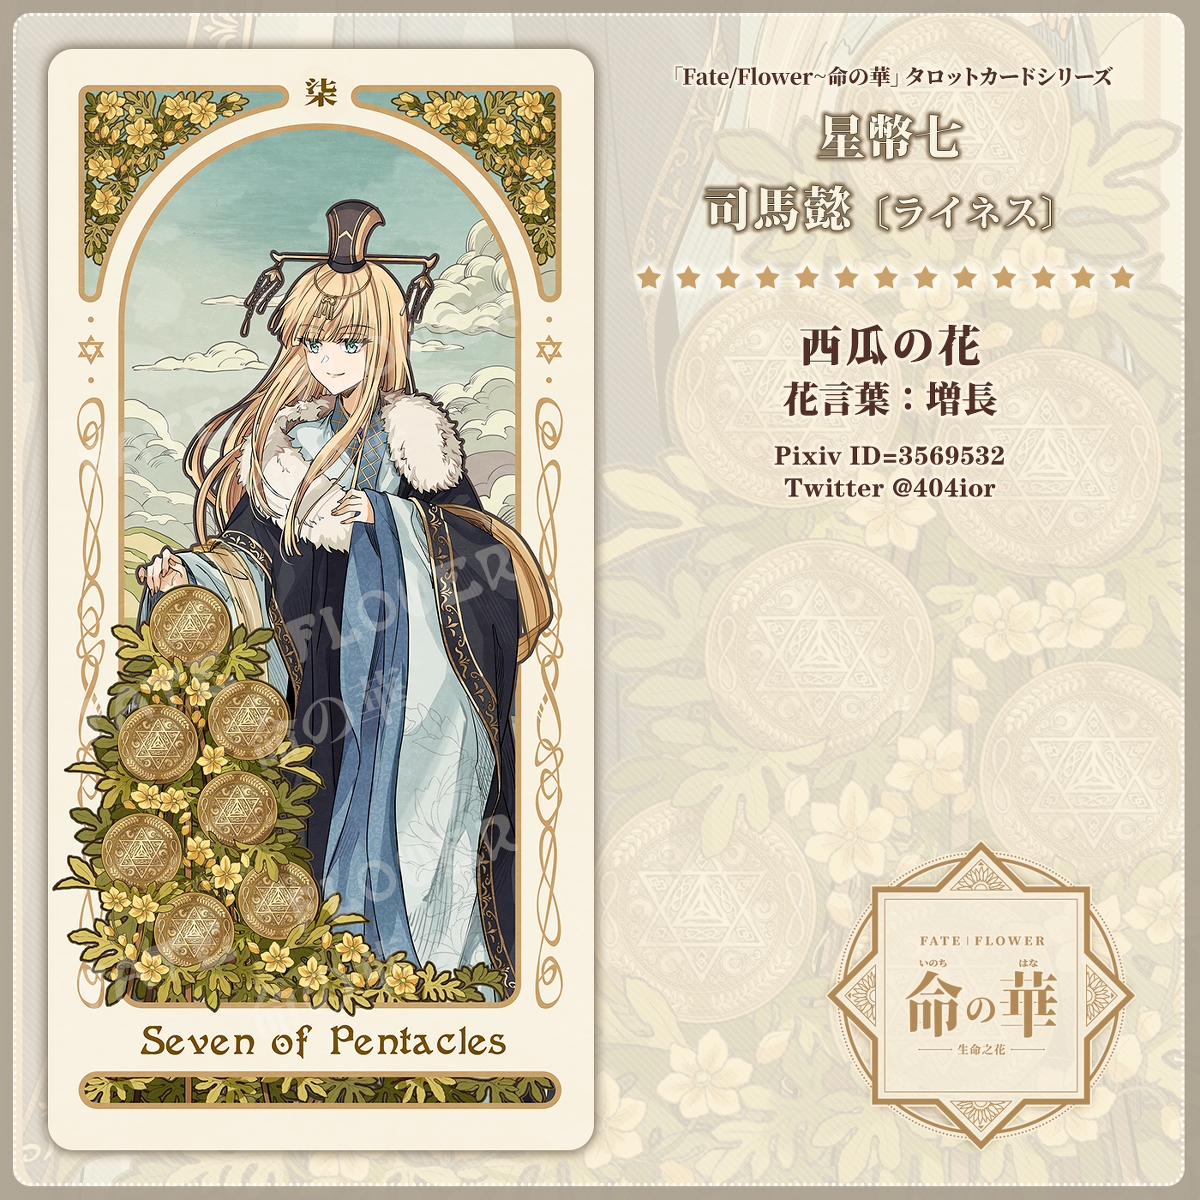 柒
Seven of Pentacles
「Fate/Flower~命の華」タロットカードシリーズ
星幣七
司馬懿〔ライネス〕
西瓜の花
花言葉：増長
Pixiv ID=3569532
Twitter @404ior
FATE | FLOWER
いのち はな
命の華
生命之花